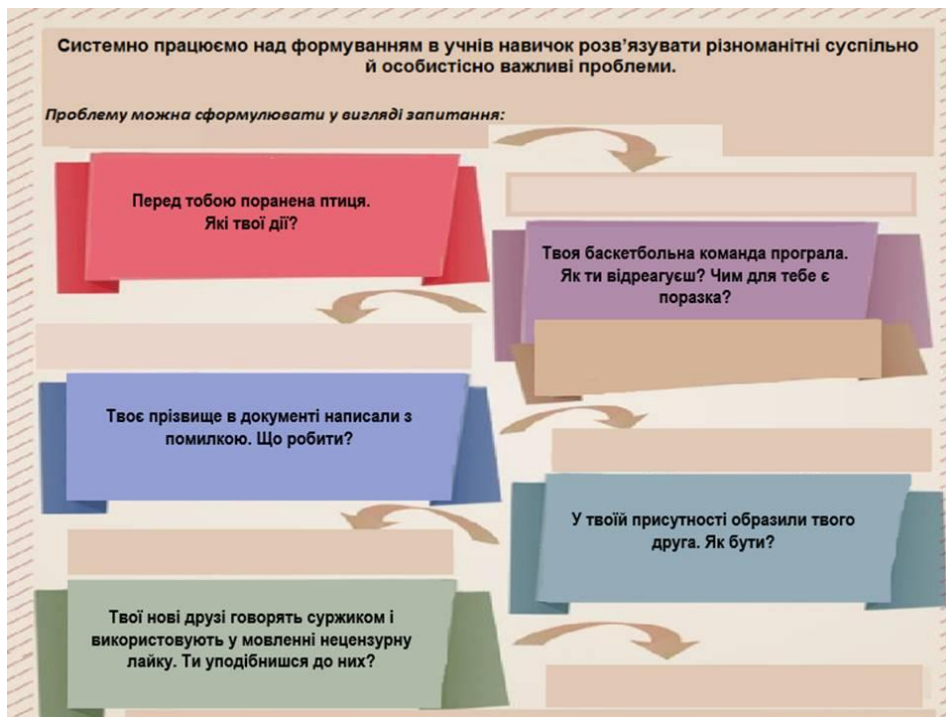 Системно працюємо над формуванням в учнів навичок розв’язувати різноманітні суспільно
й особистісно важливі проблеми.
Проблему можна сформулювати у вигляді запитання:
Перед тобою поранена птиця.
Які твої дії?
Твоя баскетбольна команда програла.
Як ти відреагуєш? Чим для тебе є
поразка?
Твоє прізвище в документі написали з
помилкою. Що робити?
У твоїй присутності образили твого
друга. Як бути?
Твої нові друзі говорять суржиком і
використовують у мовленні нецензурну
лайку. Ти уподібнишся до них?